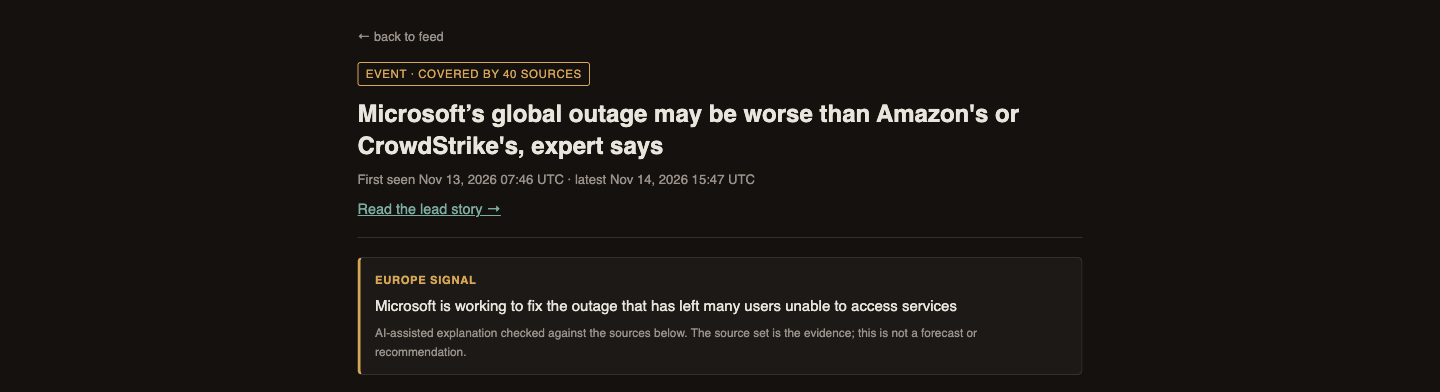 ← back to feed
EVENT · COVERED BY 40 SOURCES
Microsoft’s global outage may be worse than Amazon's or
CrowdStrike's, expert says
First seen Nov 13, 2026 07:46 UTC · latest Nov 14, 2026 15:47 UTC
Read the lead story →
EUROPE SIGNAL
Microsoft is working to fix the outage that has left many users unable to access services
AI-assisted explanation checked against the sources below. The source set is the evidence; this is not a forecast or
recommendation.